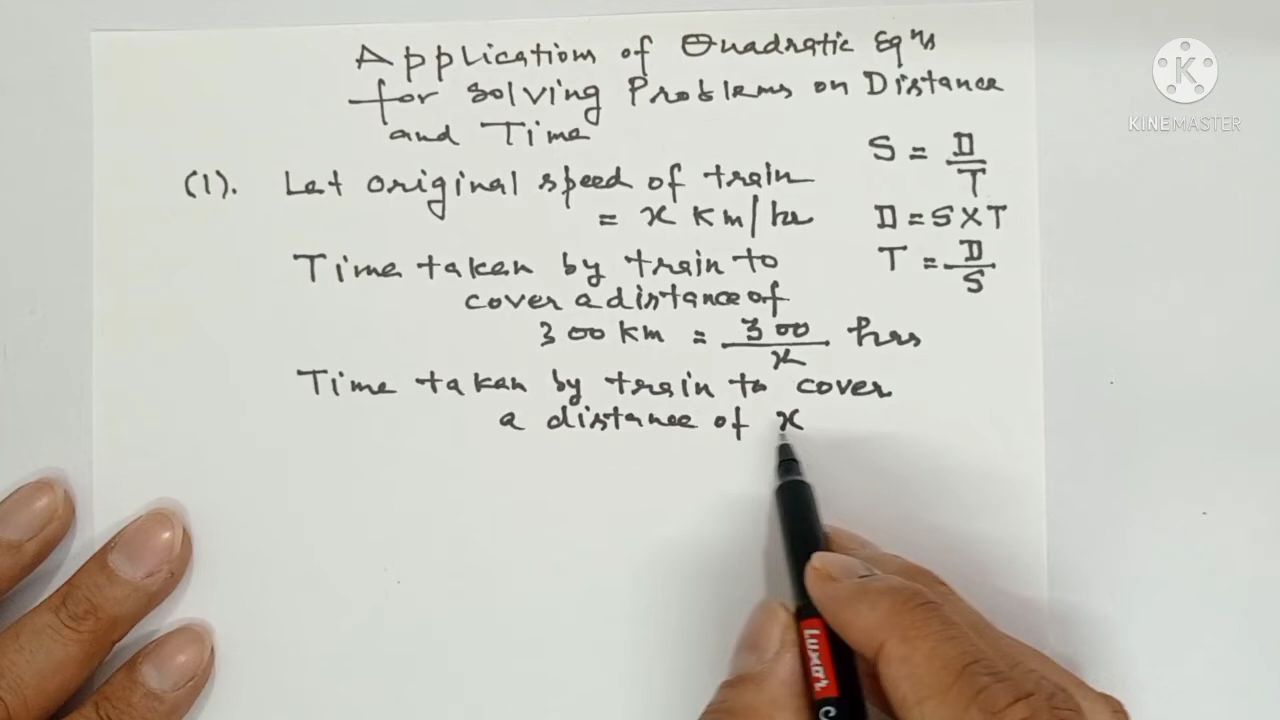 Application of Quadratic Eqns
for solving Problems on Distance
and Time
S = D/T
(1). Let original speed of train
= x km/hr
D = S X T
Time taken by train to
T = D/S
cover a distance of
300 km = 300/x hrs
Time taken by train to cover
a distance of x
K
KINEMASTER
Luxor